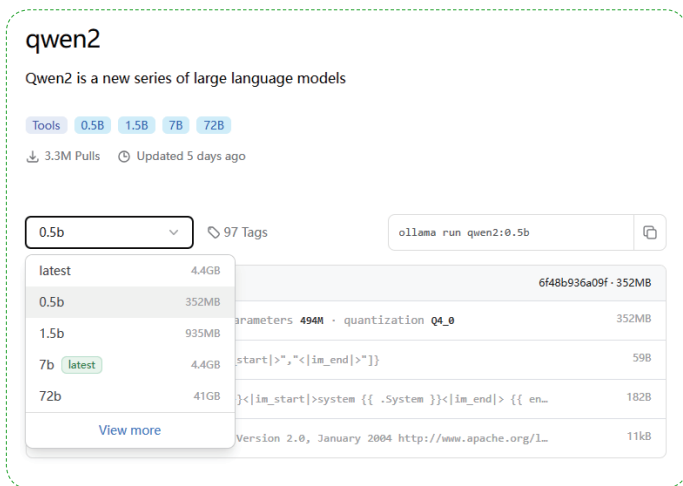 qwen2
Qwen2 is a new series of large language models
Tools 0.5B 1.5B 7B 72B
3.3M Pulls Updated 5 days ago
0.5b 97 Tags ollama run qwen2:0.5b
latest 4.4GB
6f48b936a09f · 352MB
0.5b 352MB
arameters 494M · quantization Q4_0 352MB
1.5b 935MB
_start|>","<|im_end|>"]} 59B
7b latest 4.4GB
}<|im_start|>system {{ .System }}<|im_end|> {{ en… 182B
72b 41GB
View more
Version 2.0, January 2004 http://www.apache.org/l… 11kB